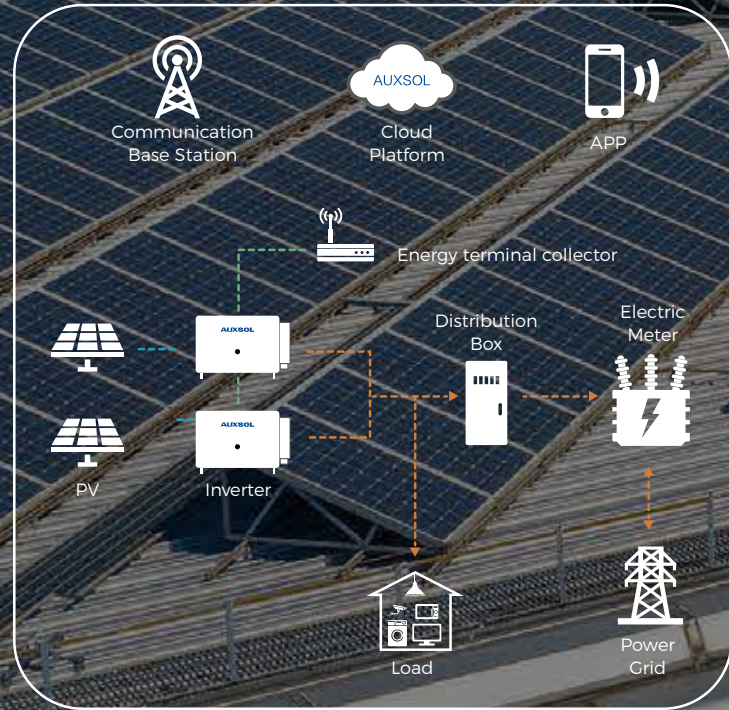 AUXSOL
Communication
Base Station
Cloud
Platform
APP
Energy terminal collector
Electric
Meter
Distribution
Box
AUXSOL
AUXSOL
PV
Inverter
Load
Power
Grid